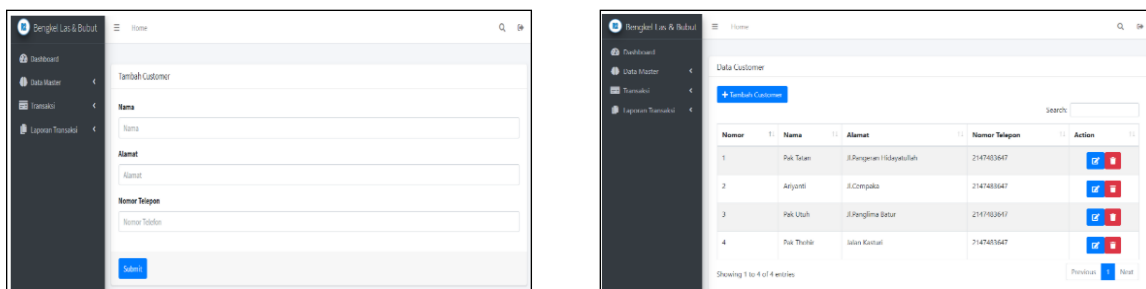 Bengkel Las & Bubut
Home
Dashboard
Data Master
Transaksi
Laporan Transaksi
Tambah Customer
Nama
Nama
Alamat
Alamat
Nomor Telepon
Nomor Telefon
Submit
Bengkel Las & Bubut
Home
Dashboard
Data Master
Transaksi
Laporan Transaksi
Data Customer
+ Tambah Customer
Search:
Nomor Nama Alamat Nomor Telepon Action
1 Pak Tatan Jl.Pangeran Hidayatullah 2147483647
2 Ariyanti Jl.Cempaka 2147483647
3 Pak Utuh Jl.Panglima Batur 2147483647
4 Pak Thohir Jalan Kasturi 2147483647
Showing 1 to 4 of 4 entries
Previous 1 Next